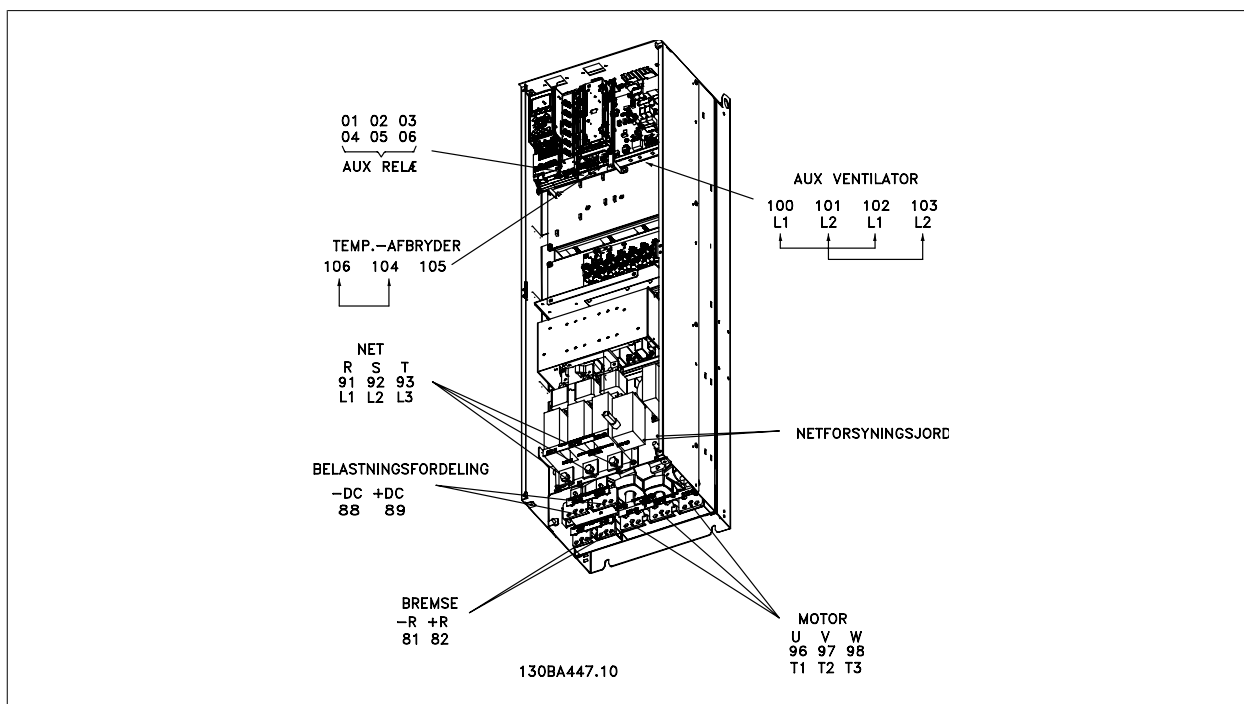 01 02 03
04 05 06
AUX RELÆ
AUX VENTILATOR
100 101 102 103
L1 L2 L1 L2
TEMP.-AFBRYDER
106 104 105
NET
R S T
91 92 93
L1 L2 L3
NETFORSYNINGSJORD
BELASTNINGSFORDELING
-DC +DC
88 89
BREMSE
-R +R
81 82
MOTOR
U V W
96 97 98
T1 T2 T3
130BA447.10